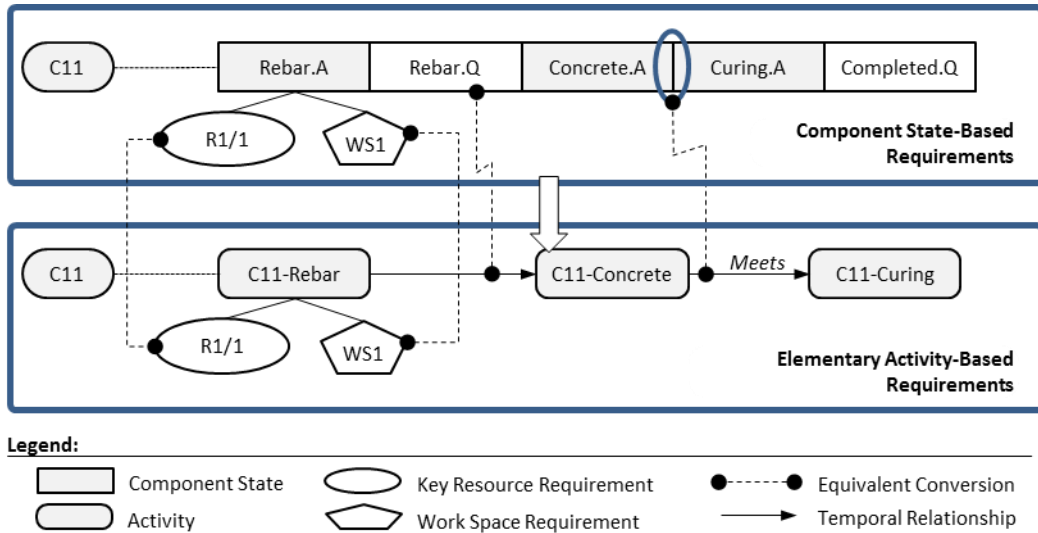 C11
Rebar.A
Rebar.Q
Concrete.A
Curing.A
Completed.Q
R1/1
WS1
Component State-Based
Requirements
C11
C11-Rebar
C11-Concrete
Meets
C11-Curing
R1/1
WS1
Elementary Activity-Based
Requirements
Legend:
Component State
Key Resource Requirement
Equivalent Conversion
Activity
Work Space Requirement
Temporal Relationship